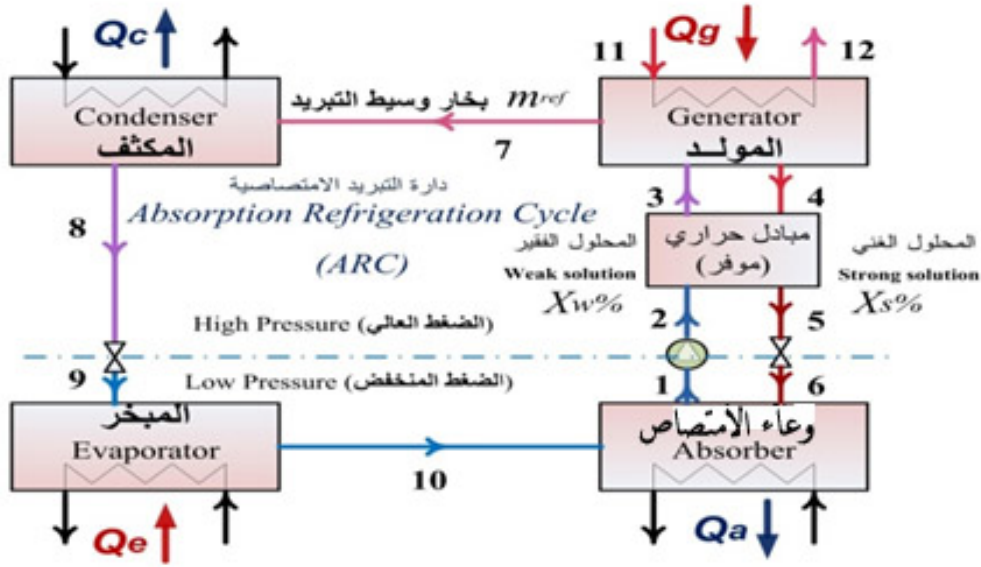 Qc
11
Qg
12
Condenser
المكثف
بخار وسيط التبريد mref
7
Generator
المولد
8
دارة التبريد الامتصاصية
Absorption Refrigeration Cycle
(ARC)
3
4
مبادل حراري
(موفر)
المحلول الفقير
Weak solution
Xw%
المحلول الغني
Strong solution
Xs%
2
5
High Pressure (الضغط العالي)
9
Low Pressure (الضغط المنخفض)
1
6
المبخر
Evaporator
10
وعاء الأمتصاص
Absorber
Qe
Qa